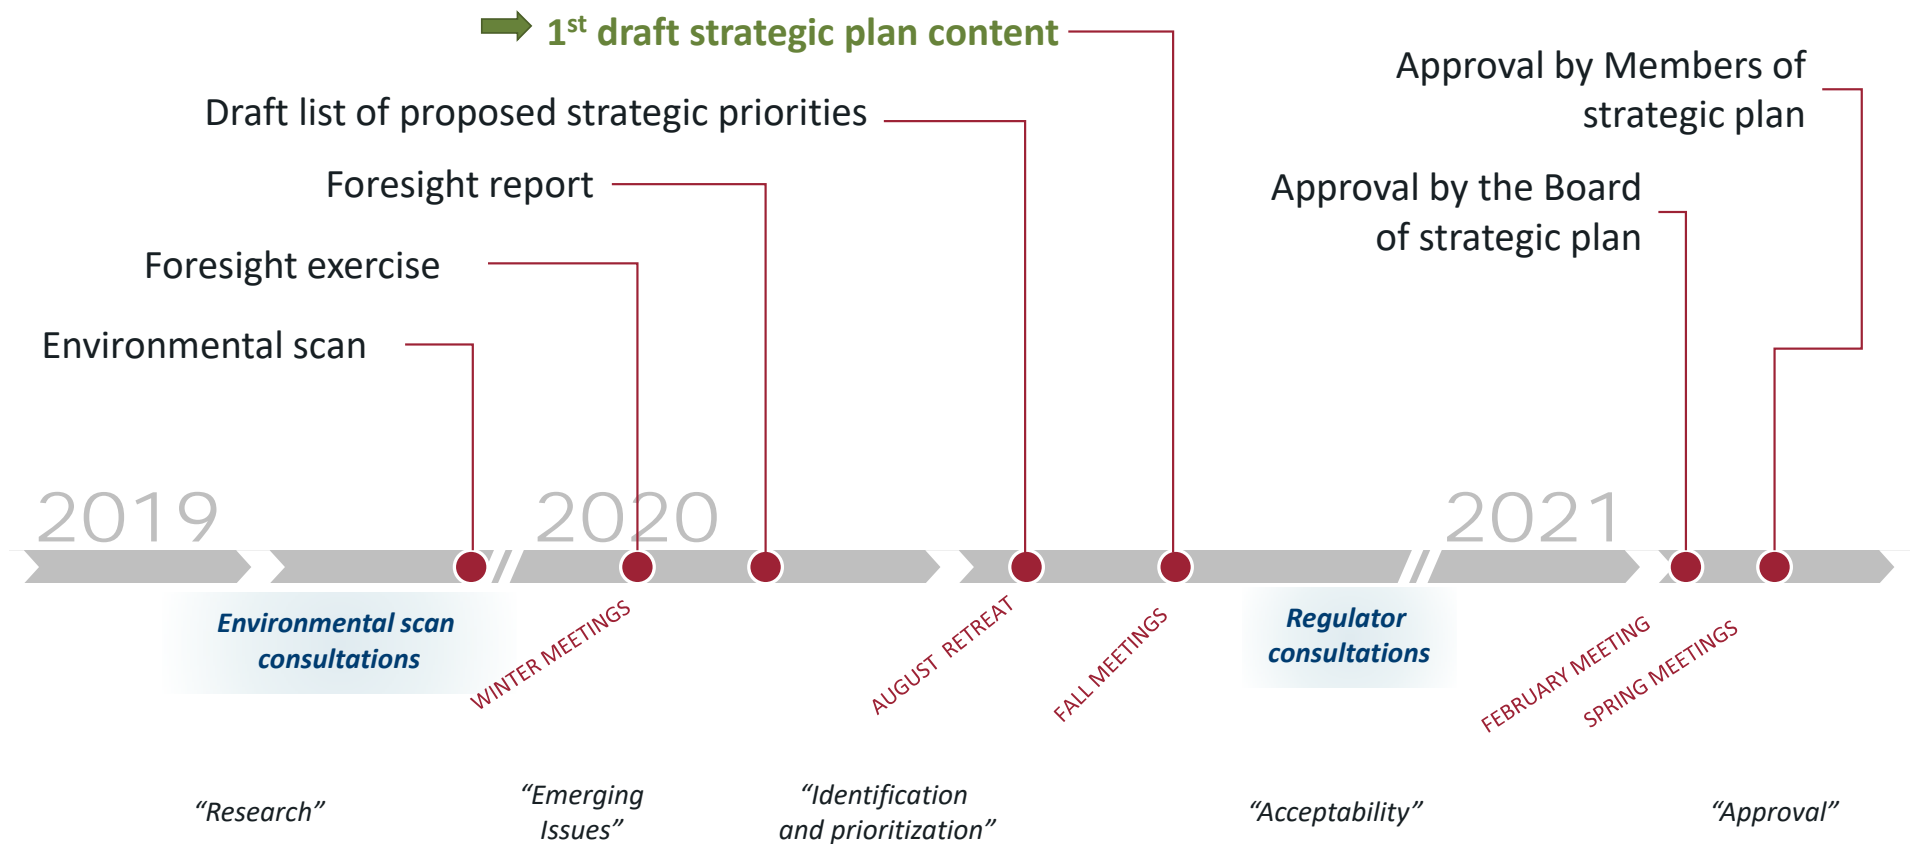 1st draft strategic plan content
Approval by Members of
strategic plan
Draft list of proposed strategic priorities
Foresight report
Approval by the Board
of strategic plan
Foresight exercise
Environmental scan
2019
2020
2021
Environmental scan
consultations
WINTER MEETINGS
AUGUST RETREAT
FALL MEETINGS
Regulator
consultations
FEBRUARY MEETING
SPRING MEETINGS
“Research”
“Emerging
Issues”
“Identification
and prioritization”
“Acceptability”
“Approval”